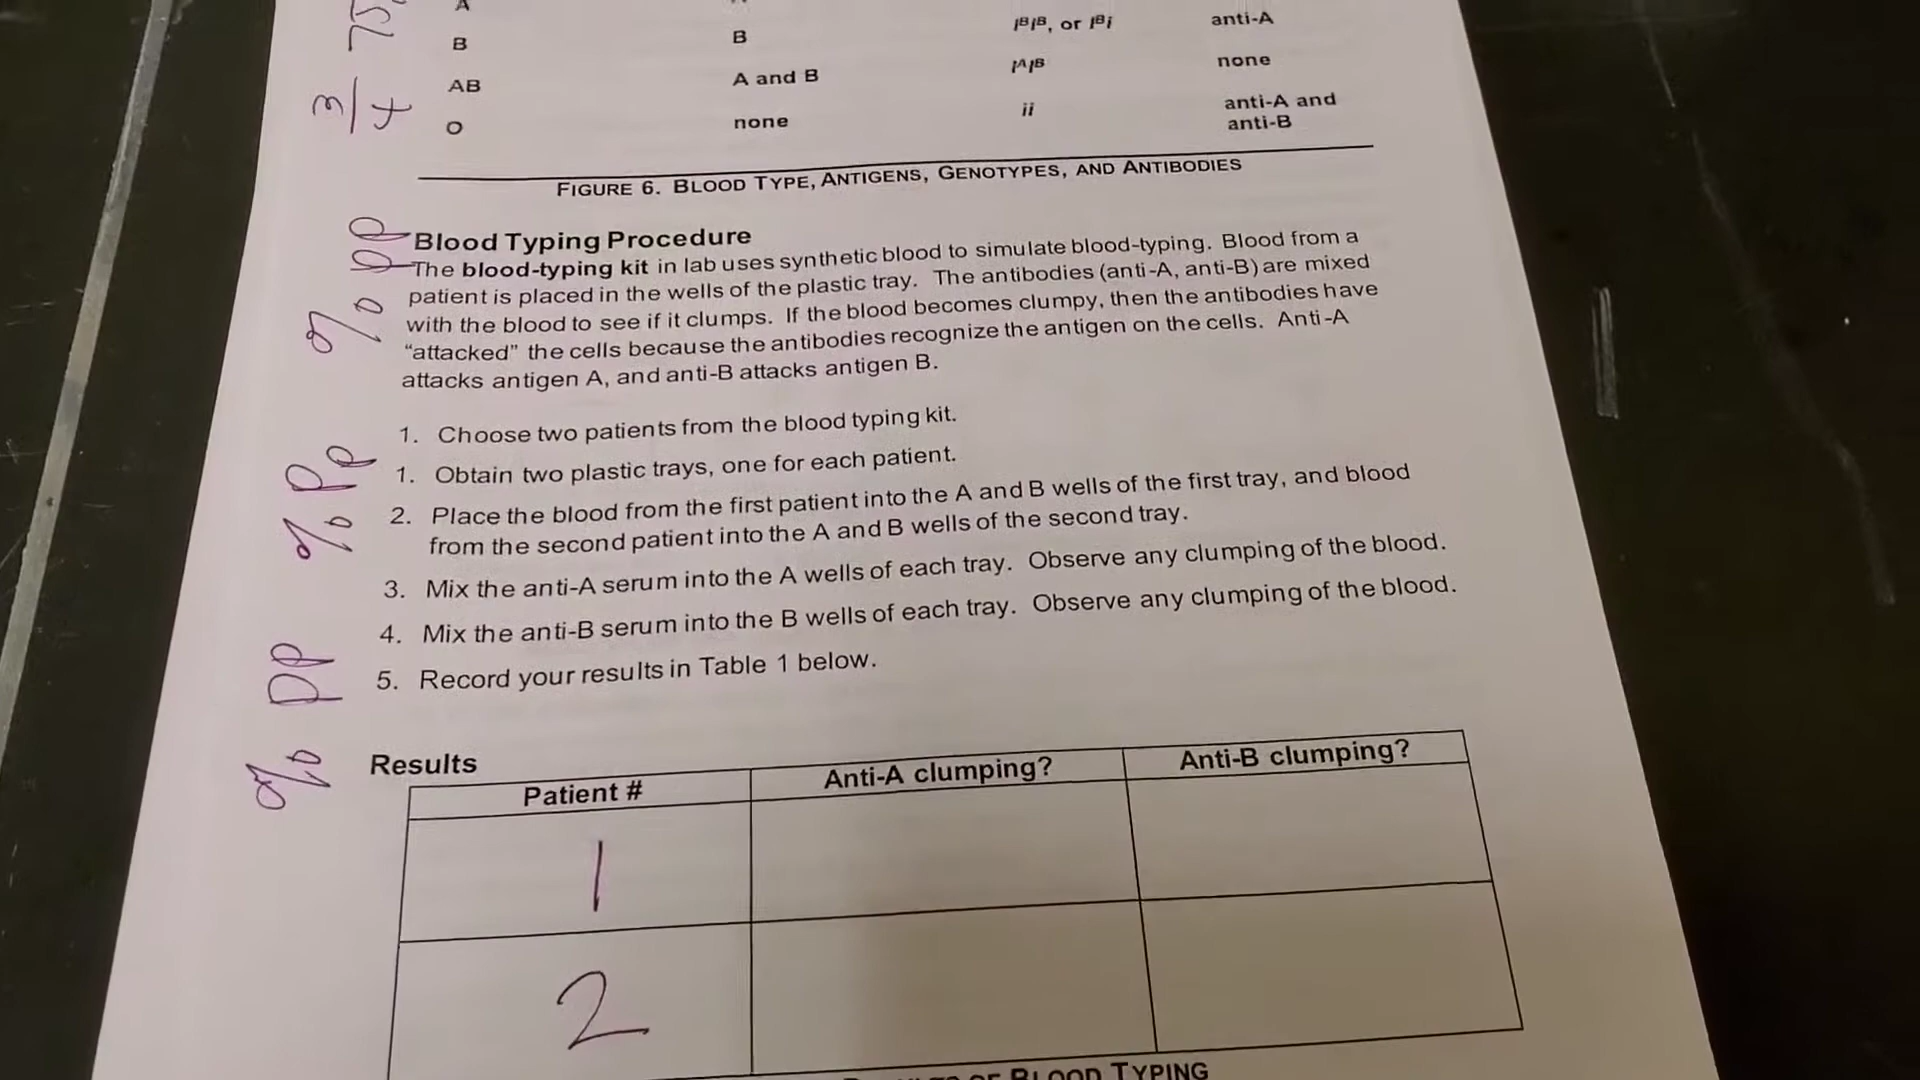 A
B B I^B I^B, or I^B i anti-A
AB A and B I^A I^B none
O none ii anti-A and
anti-B
FIGURE 6. BLOOD TYPE, ANTIGENS, GENOTYPES, AND ANTIBODIES
Blood Typing Procedure
The blood-typing kit in lab uses synthetic blood to simulate blood-typing. Blood from a
patient is placed in the wells of the plastic tray. The antibodies (anti-A, anti-B) are mixed
with the blood to see if it clumps. If the blood becomes clumpy, then the antibodies have
“attacked” the cells because the antibodies recognize the antigen on the cells. Anti-A
attacks antigen A, and anti-B attacks antigen B.
1. Choose two patients from the blood typing kit.
1. Obtain two plastic trays, one for each patient.
2. Place the blood from the first patient into the A and B wells of the first tray, and blood
from the second patient into the A and B wells of the second tray.
3. Mix the anti-A serum into the A wells of each tray. Observe any clumping of the blood.
4. Mix the anti-B serum into the B wells of each tray. Observe any clumping of the blood.
5. Record your results in Table 1 below.
Results
Patient # Anti-A clumping? Anti-B clumping?
1
2
OF BLOOD TYPING
% PP
% Pp
% pp
3/4